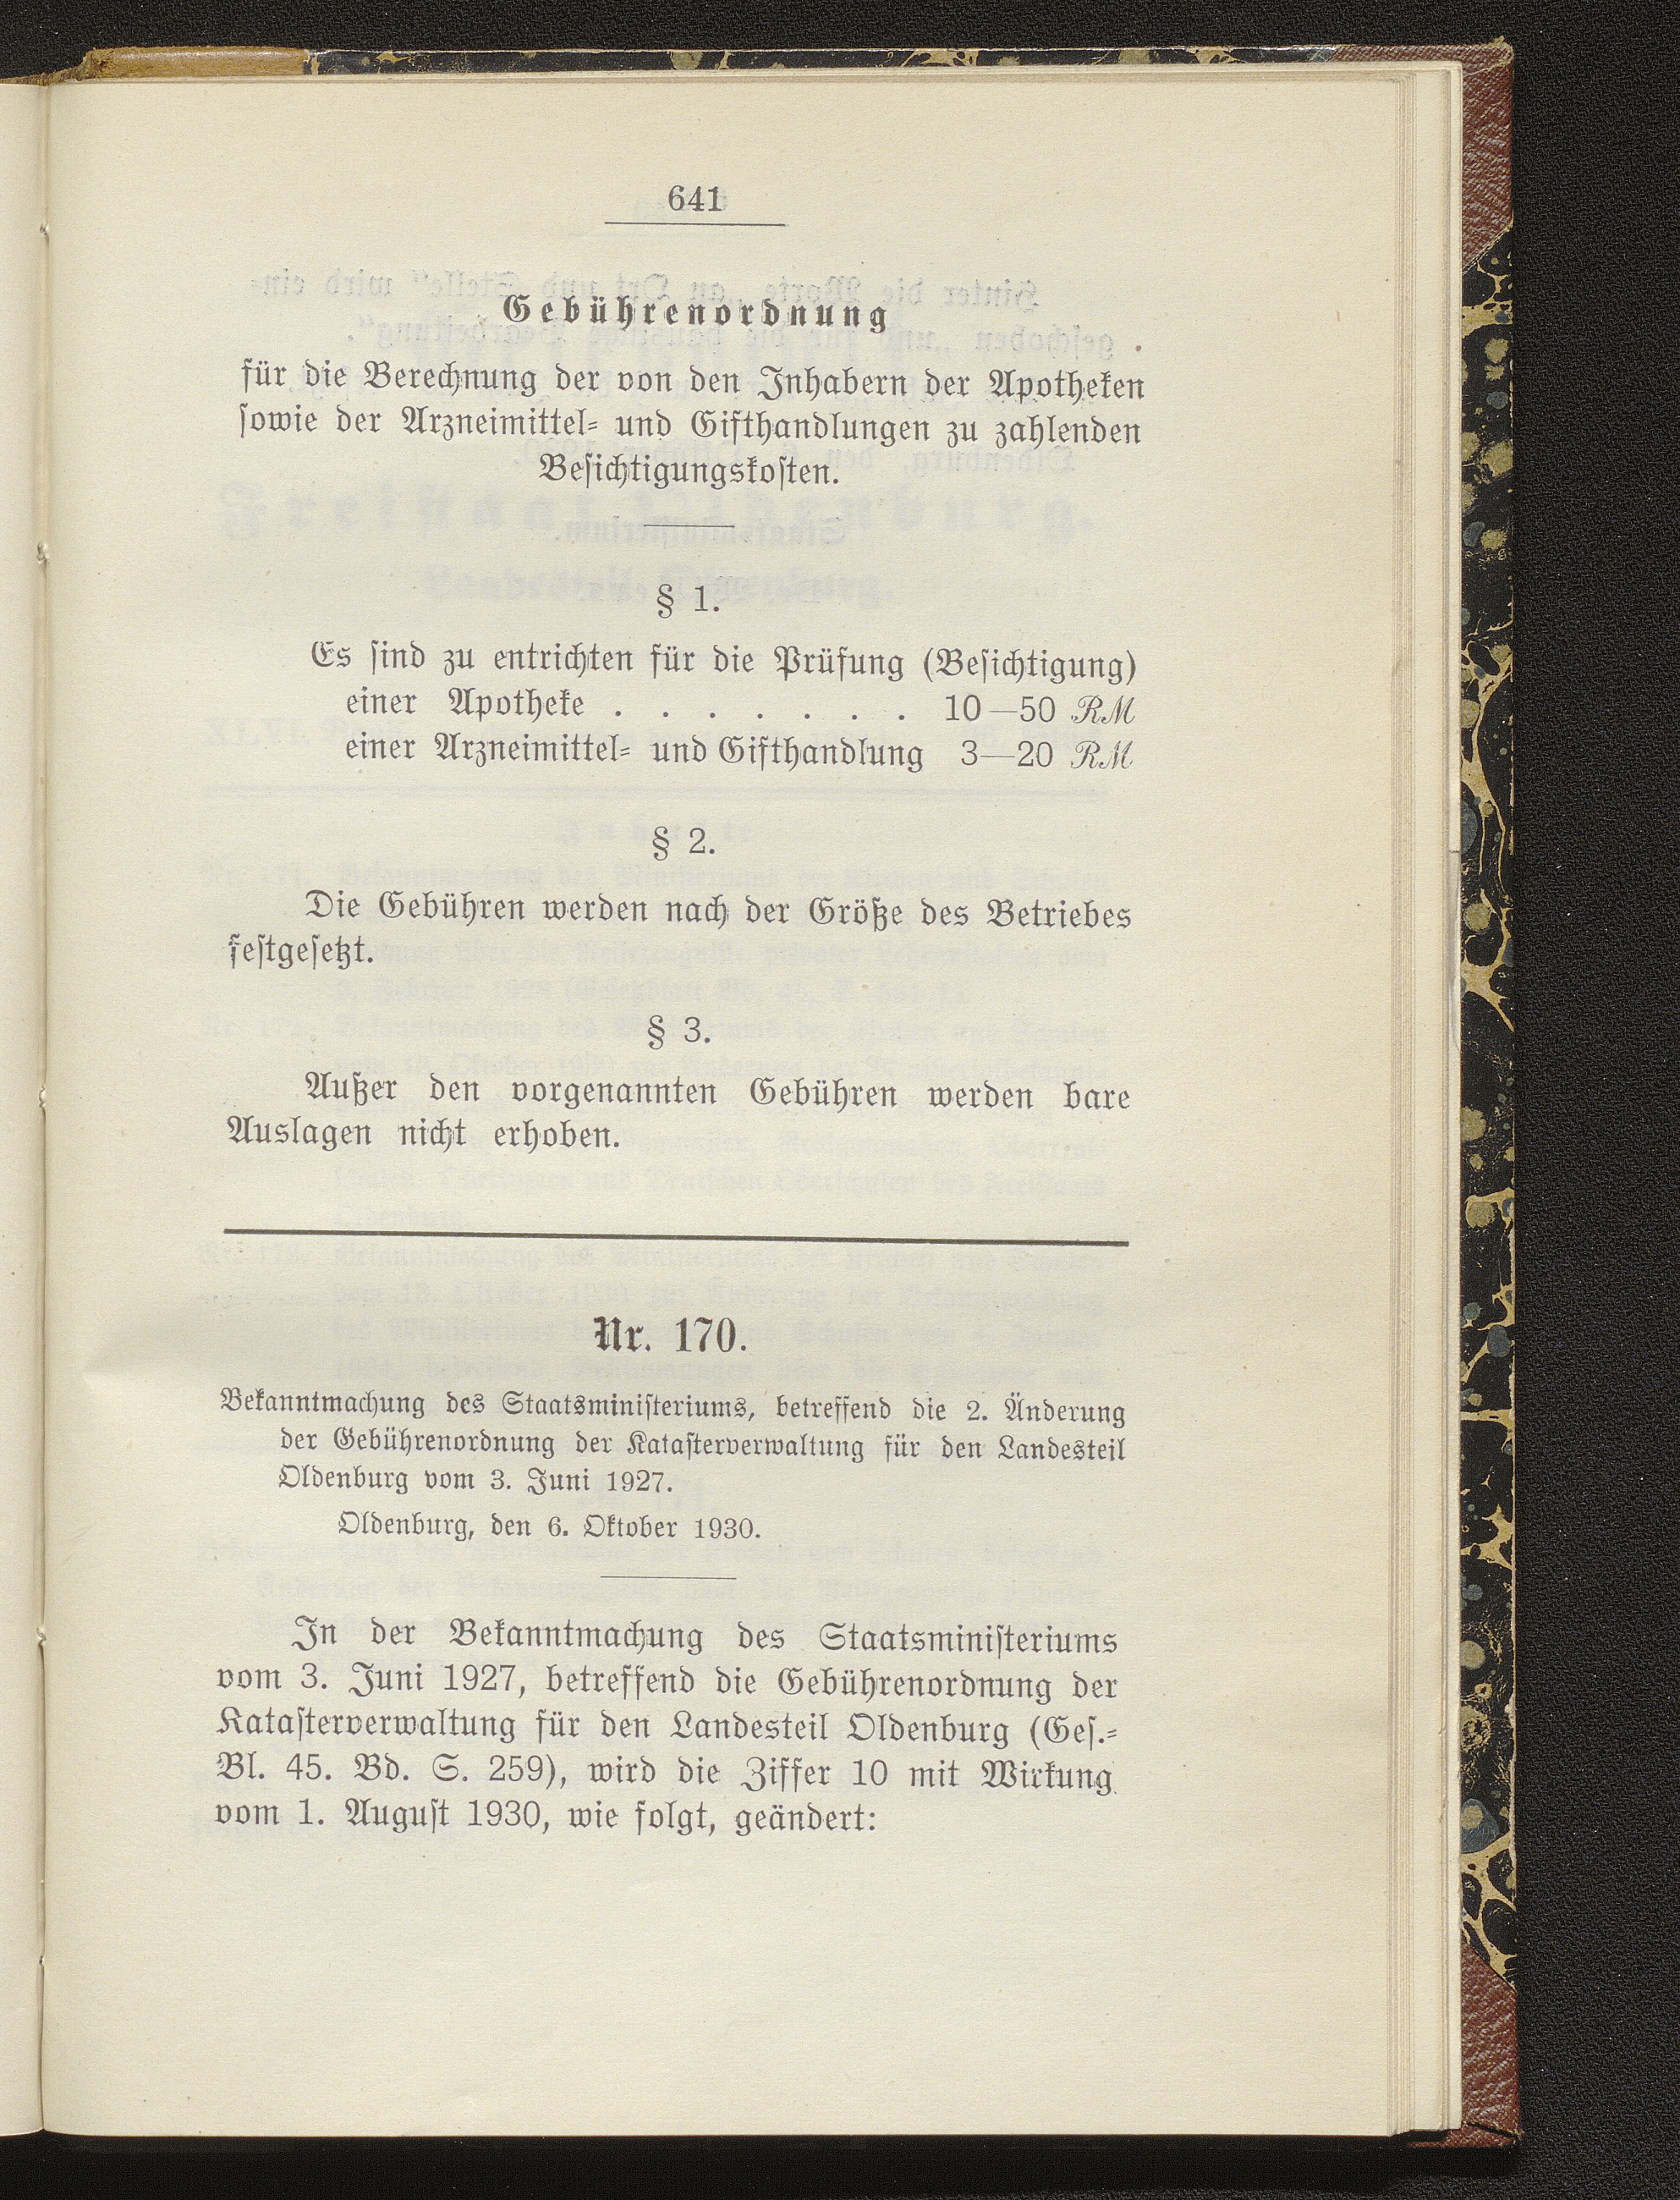 641
Gebührenordnung
für die Berechnung der von den Inhabern der Apotheken
sowie der Arzneimittel- und Gifthandlungen zu zahlenden
Besichtigungskosten.
§ 1.
Es sind zu entrichten für die Prüfung (Besichtigung)
einer Apotheke . . . . . . . 10—50 RM
einer Arzneimittel- und Gifthandlung 3—20 RM
§ 2.
Die Gebühren werden nach der Größe des Betriebes
festgesetzt.
§ 3.
Außer den vorgenannten Gebühren werden bare
Auslagen nicht erhoben.
Nr. 170.
Bekanntmachung des Staatsministeriums, betreffend die 2. Änderung
der Gebührenordnung der Katasterverwaltung für den Landesteil
Oldenburg vom 3. Juni 1927.
Oldenburg, den 6. Oktober 1930.
In der Bekanntmachung des Staatsministeriums
vom 3. Juni 1927, betreffend die Gebührenordnung der
Katasterverwaltung für den Landesteil Oldenburg (Ges.-
Bl. 45. Bd. S. 259), wird die Ziffer 10 mit Wirkung
vom 1. August 1930, wie folgt, geändert: